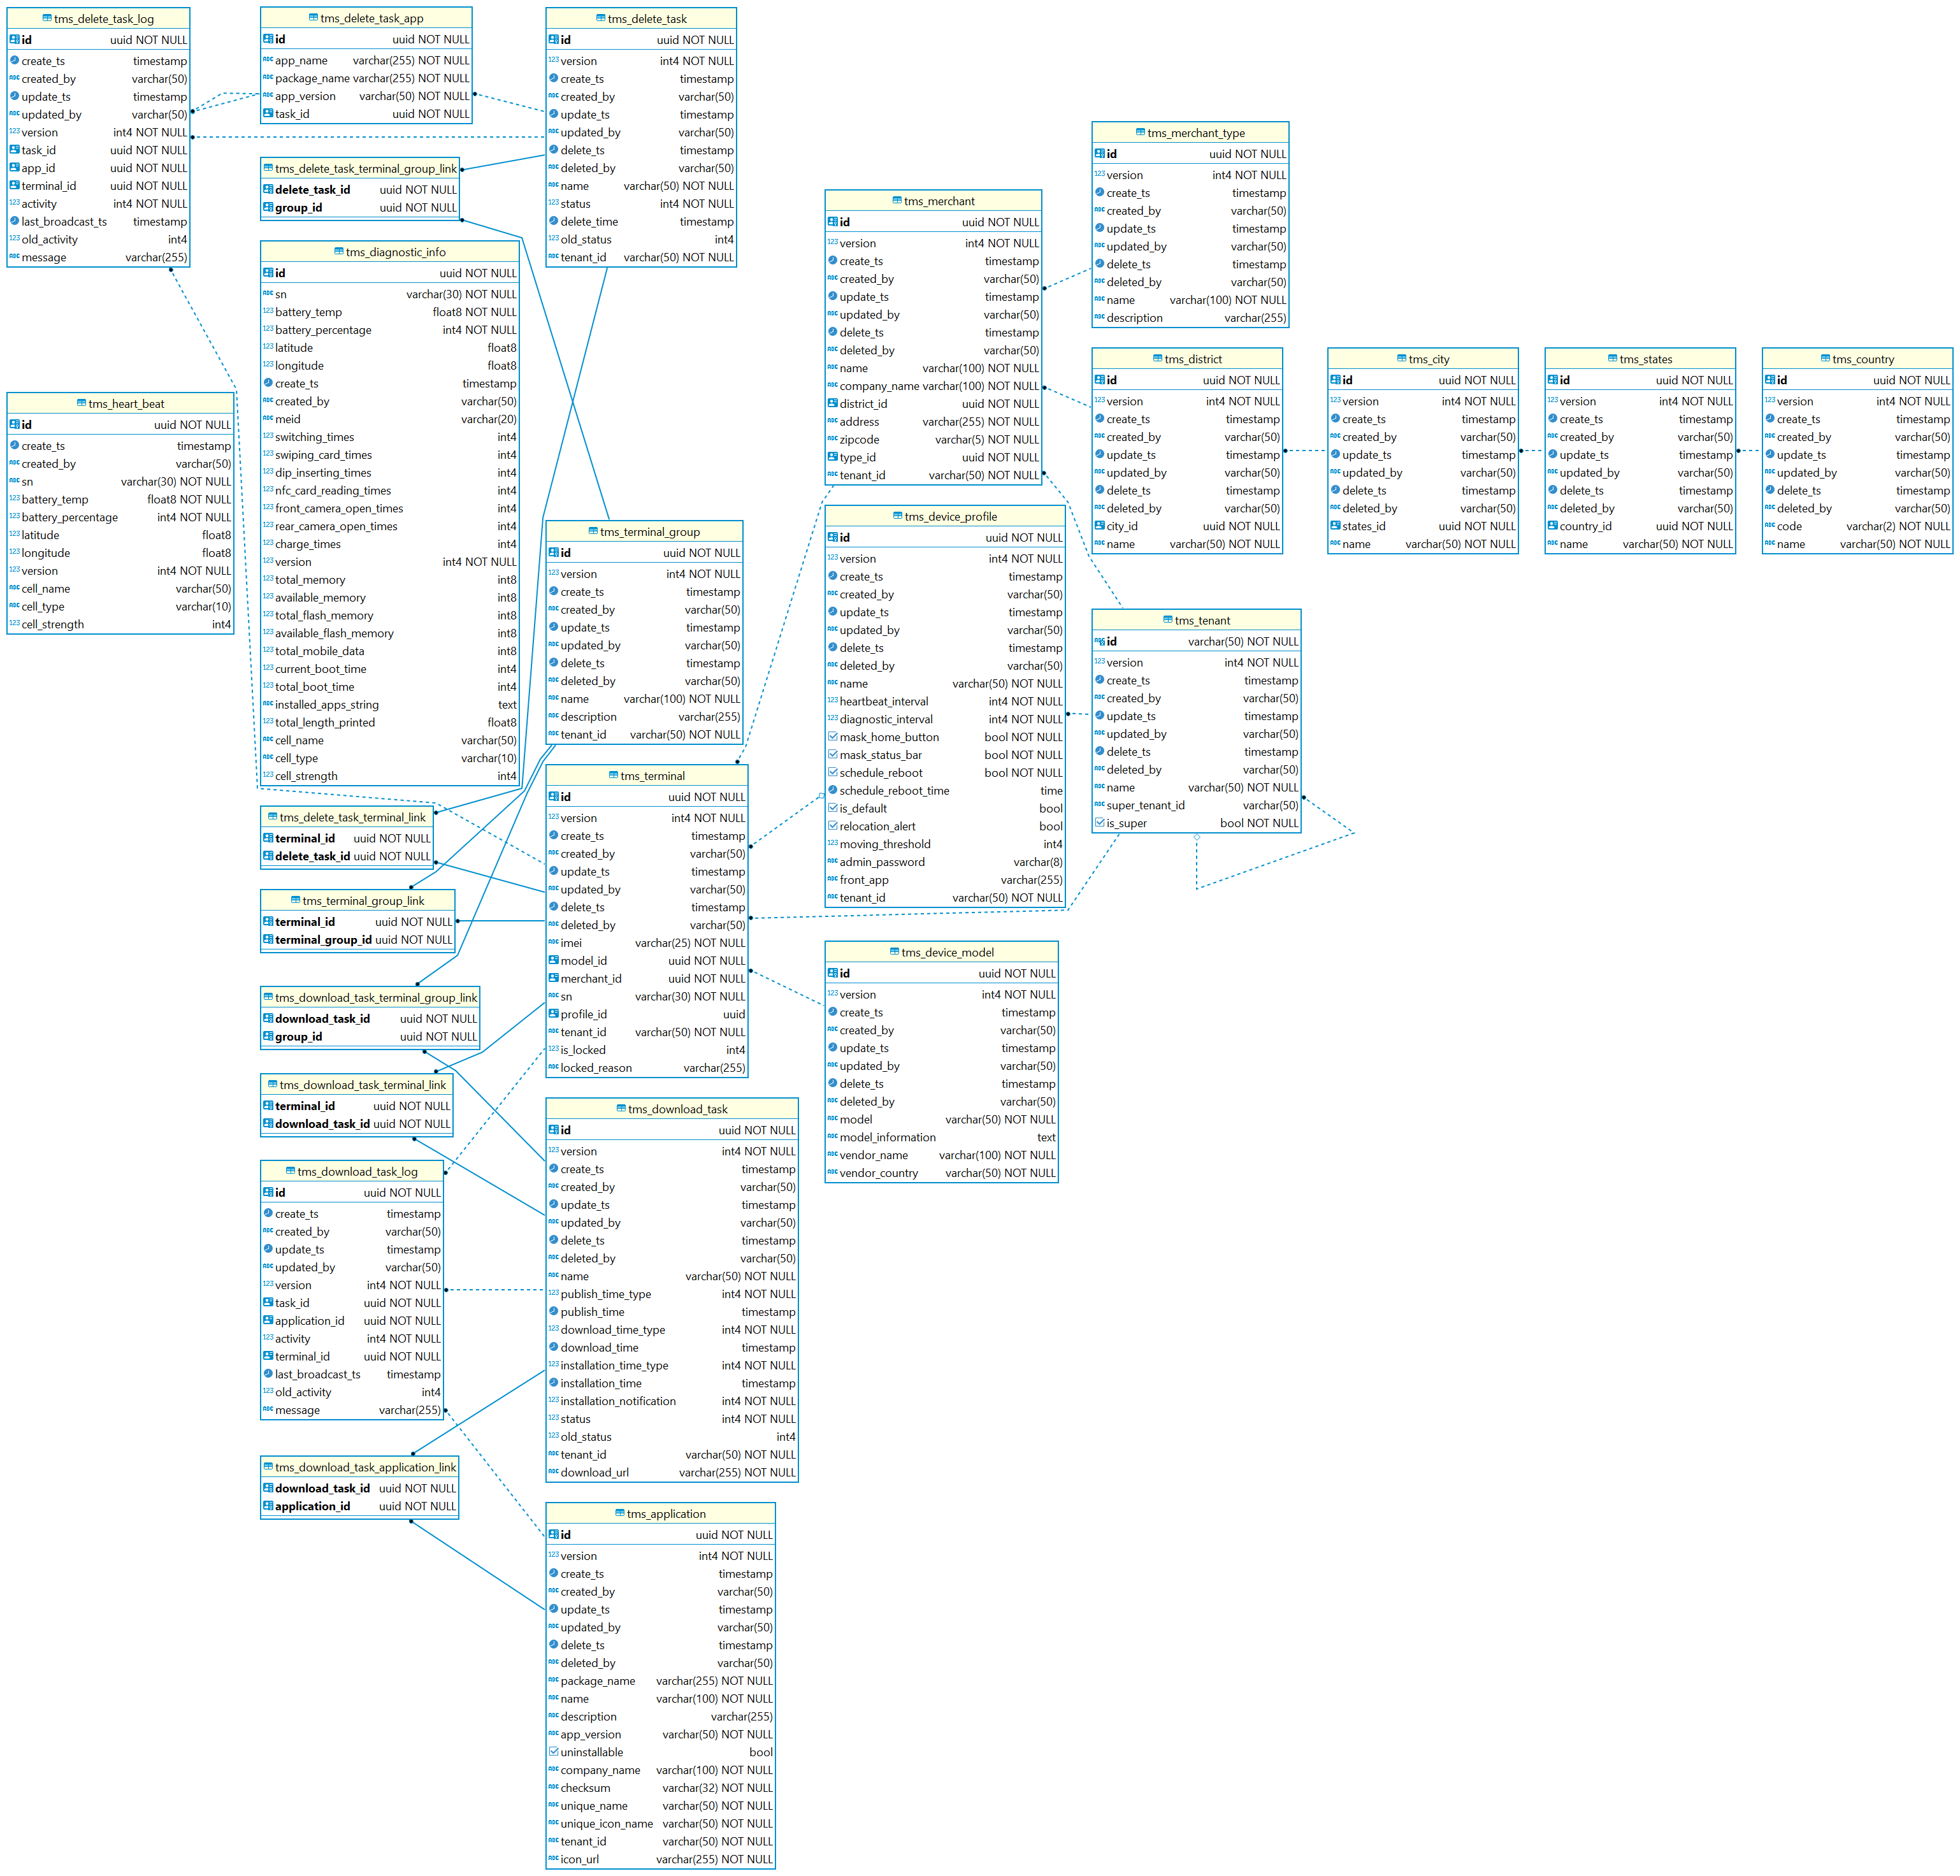 tms_delete_task_log
id uuid NOT NULL
create_ts timestamp
created_by varchar(50)
update_ts timestamp
updated_by varchar(50)
version int4 NOT NULL
task_id uuid NOT NULL
app_id uuid NOT NULL
terminal_id uuid NOT NULL
activity int4 NOT NULL
last_broadcast_ts timestamp
old_activity int4
message varchar(255)
tms_delete_task_app
id uuid NOT NULL
app_name varchar(255) NOT NULL
package_name varchar(255) NOT NULL
app_version varchar(50) NOT NULL
task_id uuid NOT NULL
tms_delete_task
id uuid NOT NULL
version int4 NOT NULL
create_ts timestamp
created_by varchar(50)
update_ts timestamp
updated_by varchar(50)
delete_ts timestamp
deleted_by varchar(50)
name varchar(50) NOT NULL
status int4 NOT NULL
delete_time timestamp
old_status int4
tenant_id varchar(50) NOT NULL
tms_delete_task_terminal_group_link
delete_task_id uuid NOT NULL
group_id uuid NOT NULL
tms_diagnostic_info
id uuid NOT NULL
sn varchar(30) NOT NULL
battery_temp float8 NOT NULL
battery_percentage int4 NOT NULL
latitude float8
longitude float8
create_ts timestamp
created_by varchar(50)
meid varchar(20)
switching_times int4
swiping_card_times int4
dip_inserting_times int4
nfc_card_reading_times int4
front_camera_open_times int4
rear_camera_open_times int4
charge_times int4
version int4 NOT NULL
total_memory int8
available_memory int8
total_flash_memory int8
available_flash_memory int8
total_mobile_data int8
current_boot_time int4
total_boot_time int4
installed_apps_string text
total_length_printed float8
cell_name varchar(50)
cell_type varchar(10)
cell_strength int4
tms_heart_beat
id uuid NOT NULL
create_ts timestamp
created_by varchar(50)
sn varchar(30) NOT NULL
battery_temp float8 NOT NULL
battery_percentage int4 NOT NULL
latitude float8
longitude float8
version int4 NOT NULL
cell_name varchar(50)
cell_type varchar(10)
cell_strength int4
tms_merchant
id uuid NOT NULL
version int4 NOT NULL
create_ts timestamp
created_by varchar(50)
update_ts timestamp
updated_by varchar(50)
delete_ts timestamp
deleted_by varchar(50)
name varchar(100) NOT NULL
company_name varchar(100) NOT NULL
district_id uuid NOT NULL
address varchar(255) NOT NULL
zipcode varchar(5) NOT NULL
type_id uuid NOT NULL
tenant_id varchar(50) NOT NULL
tms_merchant_type
id uuid NOT NULL
version int4 NOT NULL
create_ts timestamp
created_by varchar(50)
update_ts timestamp
updated_by varchar(50)
delete_ts timestamp
deleted_by varchar(50)
name varchar(100) NOT NULL
description varchar(255)
tms_district
id uuid NOT NULL
version int4 NOT NULL
create_ts timestamp
created_by varchar(50)
update_ts timestamp
updated_by varchar(50)
delete_ts timestamp
deleted_by varchar(50)
city_id uuid NOT NULL
name varchar(50) NOT NULL
tms_city
id uuid NOT NULL
version int4 NOT NULL
create_ts timestamp
created_by varchar(50)
update_ts timestamp
updated_by varchar(50)
delete_ts timestamp
deleted_by varchar(50)
states_id uuid NOT NULL
name varchar(50) NOT NULL
tms_states
id uuid NOT NULL
version int4 NOT NULL
create_ts timestamp
created_by varchar(50)
update_ts timestamp
updated_by varchar(50)
delete_ts timestamp
deleted_by varchar(50)
country_id uuid NOT NULL
name varchar(50) NOT NULL
tms_country
id uuid NOT NULL
version int4 NOT NULL
create_ts timestamp
created_by varchar(50)
update_ts timestamp
updated_by varchar(50)
delete_ts timestamp
deleted_by varchar(50)
code varchar(2) NOT NULL
name varchar(50) NOT NULL
tms_terminal_group
id uuid NOT NULL
version int4 NOT NULL
create_ts timestamp
created_by varchar(50)
update_ts timestamp
updated_by varchar(50)
delete_ts timestamp
deleted_by varchar(50)
name varchar(100) NOT NULL
description varchar(255)
tenant_id varchar(50) NOT NULL
tms_device_profile
id uuid NOT NULL
version int4 NOT NULL
create_ts timestamp
created_by varchar(50)
update_ts timestamp
updated_by varchar(50)
delete_ts timestamp
deleted_by varchar(50)
name varchar(50) NOT NULL
heartbeat_interval int4 NOT NULL
diagnostic_interval int4 NOT NULL
mask_home_button bool NOT NULL
mask_status_bar bool NOT NULL
schedule_reboot bool NOT NULL
schedule_reboot_time time
is_default bool
relocation_alert bool
moving_threshold int4
admin_password varchar(8)
front_app varchar(255)
tenant_id varchar(50) NOT NULL
tms_tenant
id varchar(50) NOT NULL
version int4 NOT NULL
create_ts timestamp
created_by varchar(50)
update_ts timestamp
updated_by varchar(50)
delete_ts timestamp
deleted_by varchar(50)
name varchar(50) NOT NULL
super_tenant_id varchar(50)
is_super bool NOT NULL
tms_terminal
id uuid NOT NULL
version int4 NOT NULL
create_ts timestamp
created_by varchar(50)
update_ts timestamp
updated_by varchar(50)
delete_ts timestamp
deleted_by varchar(50)
imei varchar(25) NOT NULL
model_id uuid NOT NULL
merchant_id uuid NOT NULL
sn varchar(30) NOT NULL
profile_id uuid
tenant_id varchar(50) NOT NULL
is_locked int4
locked_reason varchar(255)
tms_delete_task_terminal_link
terminal_id uuid NOT NULL
delete_task_id uuid NOT NULL
tms_terminal_group_link
terminal_id uuid NOT NULL
terminal_group_id uuid NOT NULL
tms_download_task_terminal_group_link
download_task_id uuid NOT NULL
group_id uuid NOT NULL
tms_download_task_terminal_link
terminal_id uuid NOT NULL
download_task_id uuid NOT NULL
tms_device_model
id uuid NOT NULL
version int4 NOT NULL
create_ts timestamp
created_by varchar(50)
update_ts timestamp
updated_by varchar(50)
delete_ts timestamp
deleted_by varchar(50)
model varchar(50) NOT NULL
model_information text
vendor_name varchar(100) NOT NULL
vendor_country varchar(50) NOT NULL
tms_download_task_log
id uuid NOT NULL
create_ts timestamp
created_by varchar(50)
update_ts timestamp
updated_by varchar(50)
version int4 NOT NULL
task_id uuid NOT NULL
application_id uuid NOT NULL
activity int4 NOT NULL
terminal_id uuid NOT NULL
last_broadcast_ts timestamp
old_activity int4
message varchar(255)
tms_download_task
id uuid NOT NULL
version int4 NOT NULL
create_ts timestamp
created_by varchar(50)
update_ts timestamp
updated_by varchar(50)
delete_ts timestamp
deleted_by varchar(50)
name varchar(50) NOT NULL
publish_time_type int4 NOT NULL
publish_time timestamp
download_time_type int4 NOT NULL
download_time timestamp
installation_time_type int4 NOT NULL
installation_time timestamp
installation_notification int4 NOT NULL
status int4 NOT NULL
old_status int4
tenant_id varchar(50) NOT NULL
download_url varchar(255) NOT NULL
tms_download_task_application_link
download_task_id uuid NOT NULL
application_id uuid NOT NULL
tms_application
id uuid NOT NULL
version int4 NOT NULL
create_ts timestamp
created_by varchar(50)
update_ts timestamp
updated_by varchar(50)
delete_ts timestamp
deleted_by varchar(50)
package_name varchar(255) NOT NULL
name varchar(100) NOT NULL
description varchar(255)
app_version varchar(50) NOT NULL
uninstallable bool
company_name varchar(100) NOT NULL
checksum varchar(32) NOT NULL
unique_name varchar(50) NOT NULL
unique_icon_name varchar(50) NOT NULL
tenant_id varchar(50) NOT NULL
icon_url varchar(255) NOT NULL